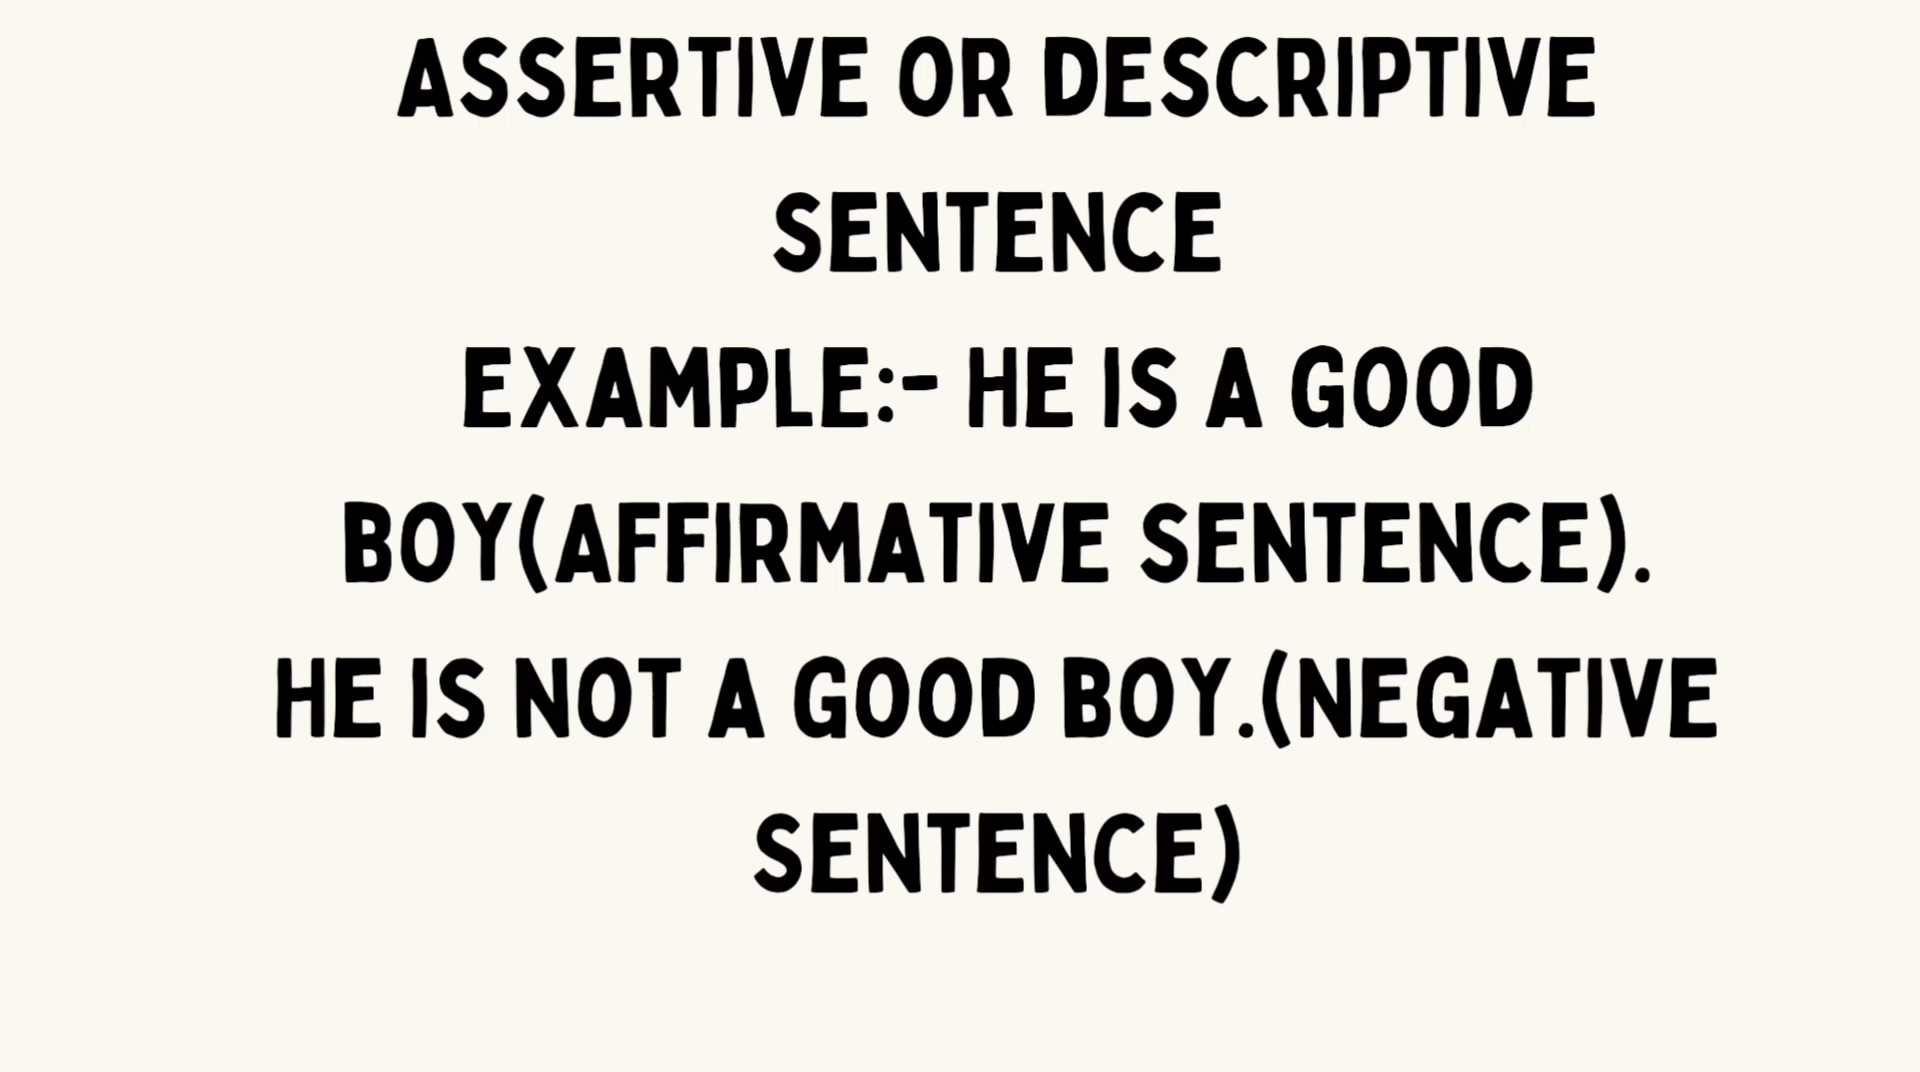 ASSERTIVE OR DESCRIPTIVE
SENTENCE
EXAMPLE:- HE IS A GOOD
BOY(AFFIRMATIVE SENTENCE).
HE IS NOT A GOOD BOY.(NEGATIVE
SENTENCE)